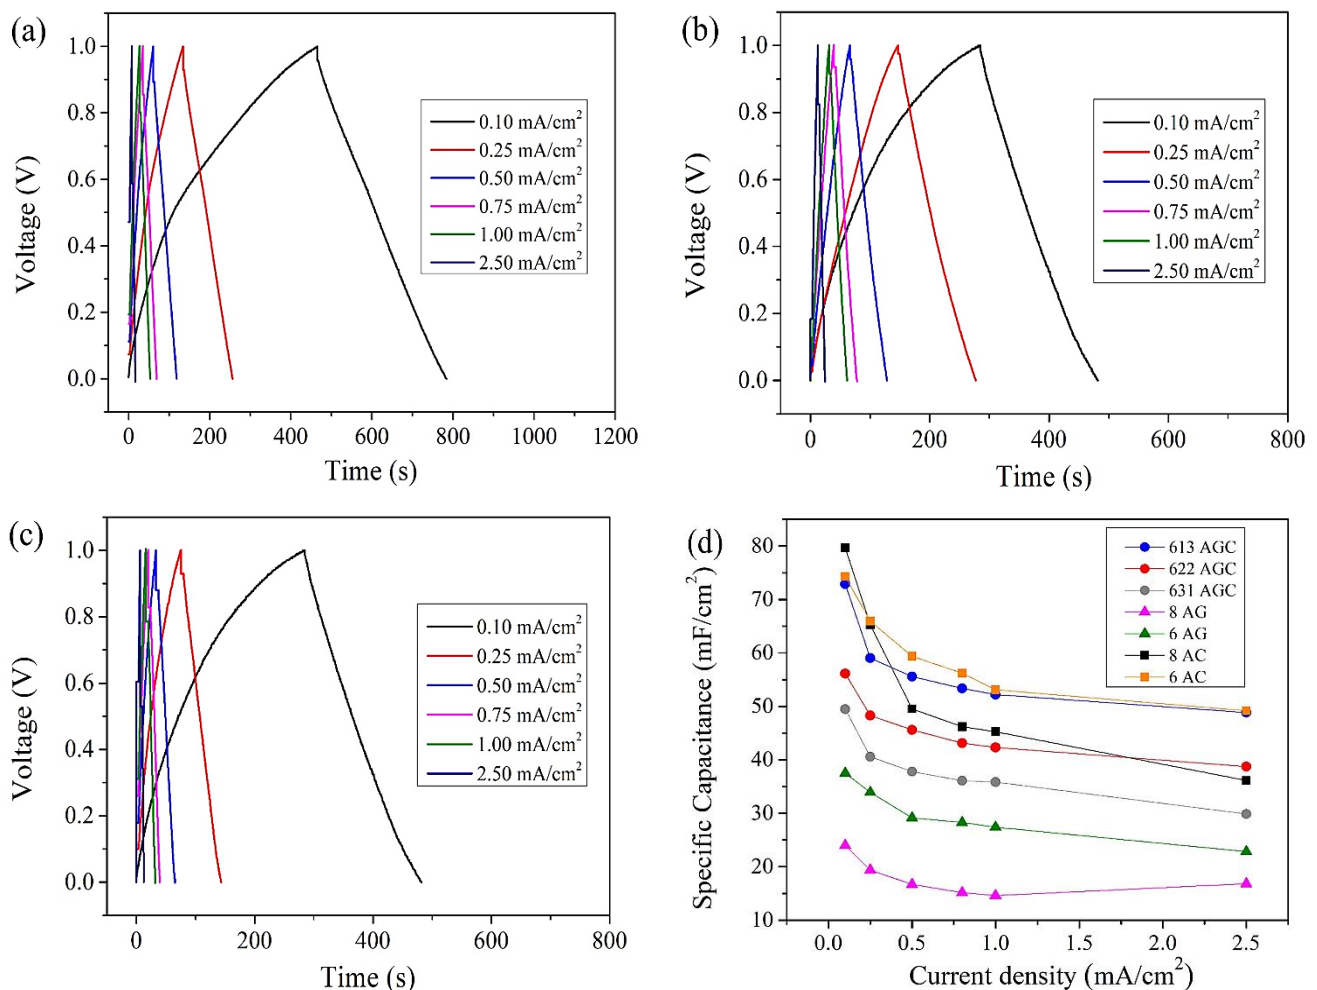 (a)
1.0
0.8
0.6
0.4
0.2
0.0
Voltage (V)
0 200 400 600 800 1000 1200
Time (s)
0.10 mA/cm²
0.25 mA/cm²
0.50 mA/cm²
0.75 mA/cm²
1.00 mA/cm²
2.50 mA/cm²
(b)
1.0
0.8
0.6
0.4
0.2
0.0
Voltage (V)
0 200 400 600 800
Time (s)
0.10 mA/cm²
0.25 mA/cm²
0.50 mA/cm²
0.75 mA/cm²
1.00 mA/cm²
2.50 mA/cm²
(c)
1.0
0.8
0.6
0.4
0.2
0.0
Voltage (V)
0 200 400 600 800
Time (s)
0.10 mA/cm²
0.25 mA/cm²
0.50 mA/cm²
0.75 mA/cm²
1.00 mA/cm²
2.50 mA/cm²
(d)
80
70
60
50
40
30
20
10
Specific Capacitance (mF/cm²)
0.0 0.5 1.0 1.5 2.0 2.5
Current density (mA/cm²)
613 AGC
622 AGC
631 AGC
8 AG
6 AG
8 AC
6 AC